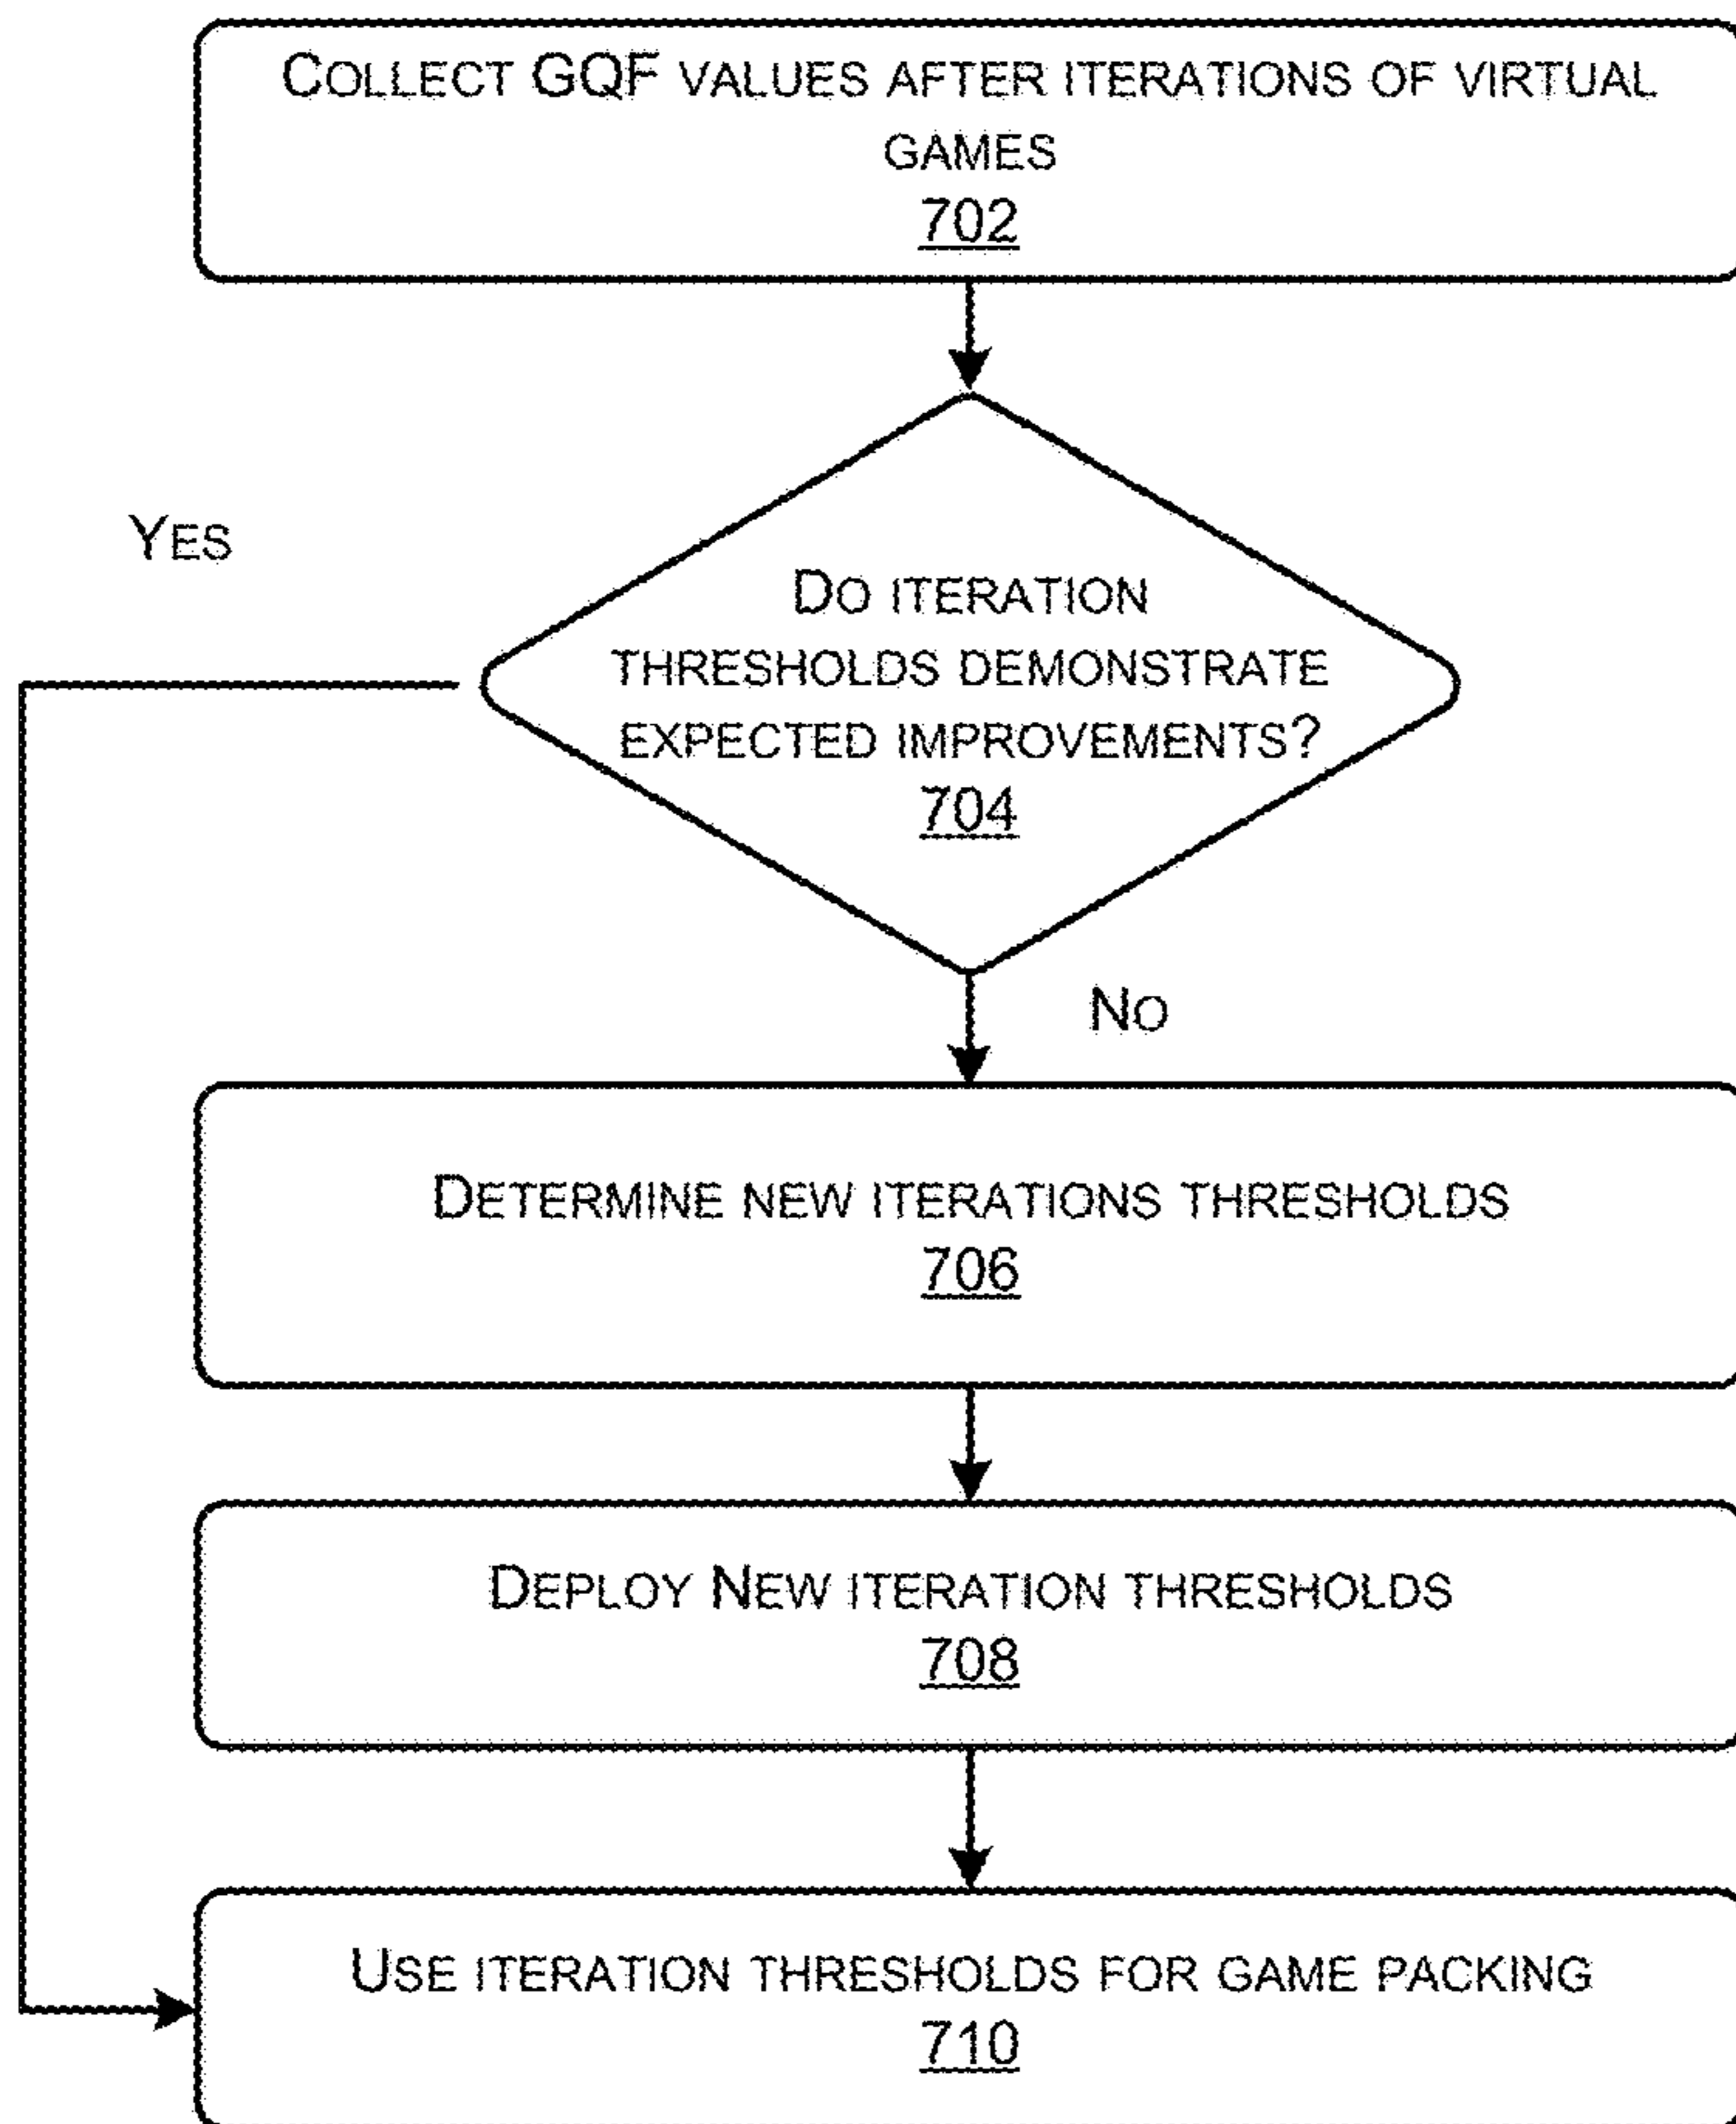 COLLECT GQF VALUES AFTER ITERATIONS OF VIRTUAL
GAMES
702
YES
DO ITERATION
THRESHOLDS DEMONSTRATE
EXPECTED IMPROVEMENTS?
704
NO
DETERMINE NEW ITERATIONS THRESHOLDS
706
DEPLOY NEW ITERATION THRESHOLDS
708
USE ITERATION THRESHOLDS FOR GAME PACKING
710